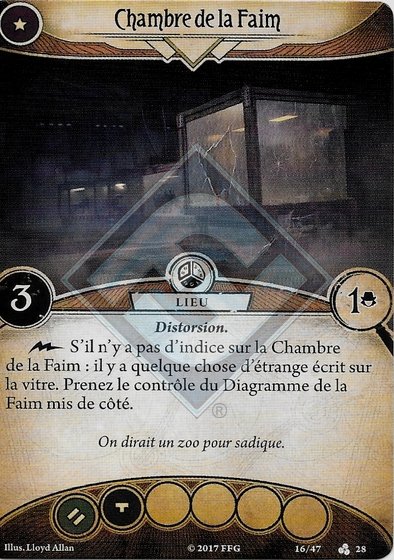 Chambre de la Faim
3
1
LIEU
Distorsion.
S'il n'y a pas d'indice sur la Chambre
de la Faim : il y a quelque chose d'étrange écrit sur
la vitre. Prenez le contrôle du Diagramme de la
Faim mis de côté.
®
On dirait un zoo pour sadique.
Illus. Lloyd Allan © 2017 FFG 16/47 28